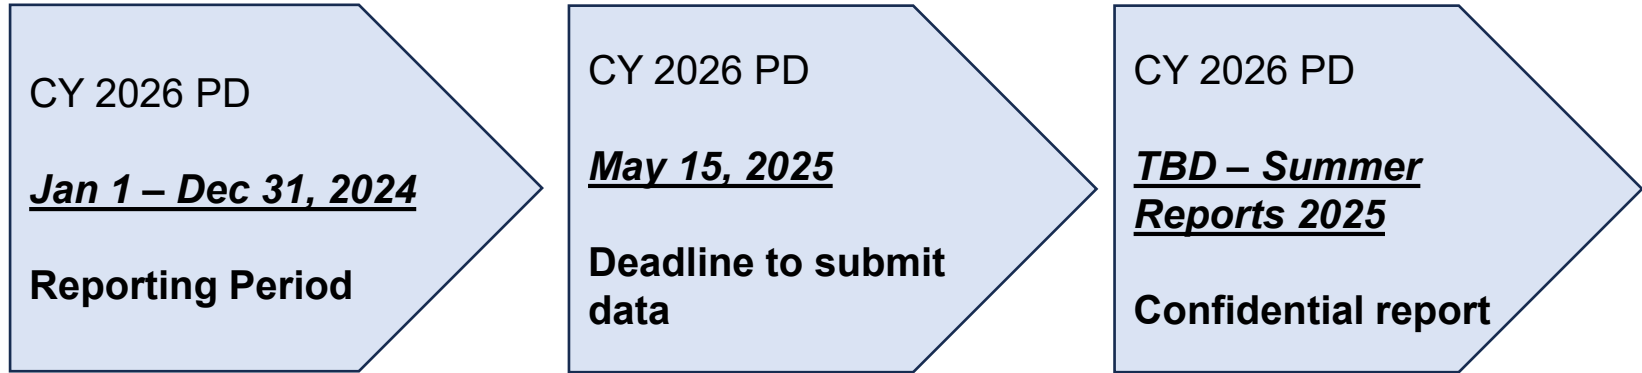 CY 2026 PD
Jan 1 – Dec 31, 2024
Reporting Period
CY 2026 PD
May 15, 2025
Deadline to submit
data
CY 2026 PD
TBD – Summer
Reports 2025
Confidential report